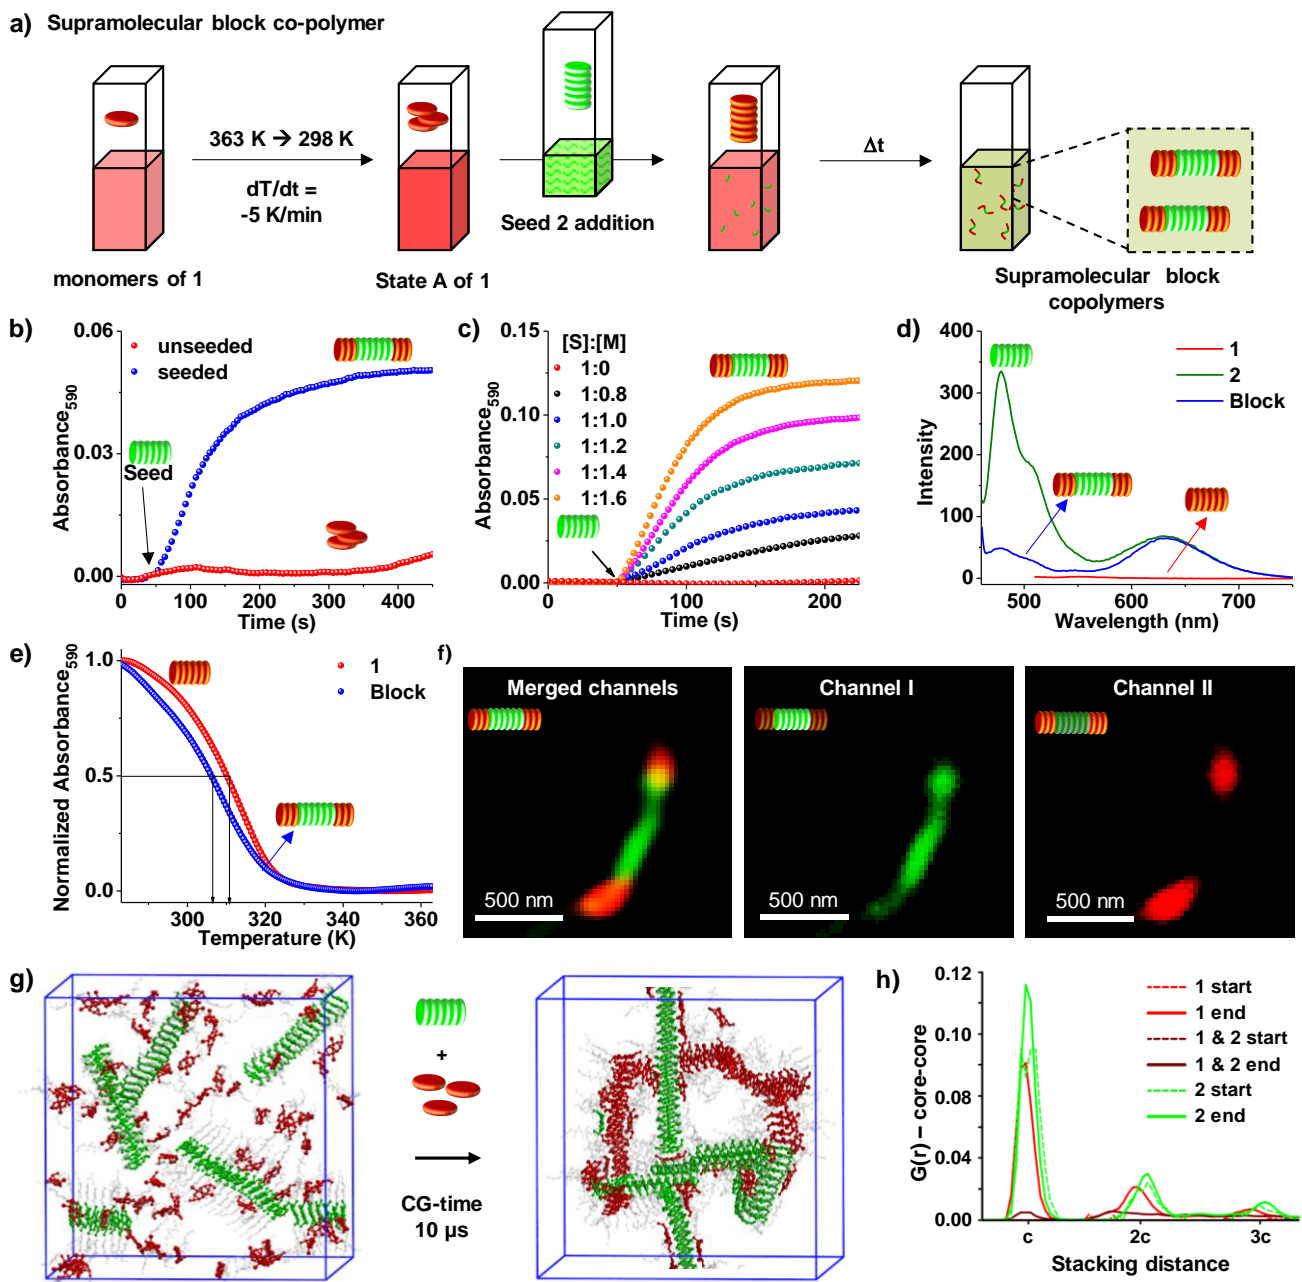 a) Supramolecular block co-polymer
363 K → 298 K
dT/dt =
-5 K/min
Seed 2 addition
Δt
monomers of 1
State A of 1
Supramolecular block
copolymers
b)
0.06
0.03
0.00
Absorbance590
unseeded
seeded
Seed
0 100 200 300 400
Time (s)
c)
0.15
0.10
0.05
0.00
Absorbance590
[S]:[M]
1:0
1:0.8
1:1.0
1:1.2
1:1.4
1:1.6
0 100 200
Time (s)
d)
400
300
200
100
0
Intensity
1
2
Block
500 600 700
Wavelength (nm)
e)
1.0
0.5
0.0
Normalized Absorbance590
1
Block
300 320 340 360
Temperature (K)
f)
Merged channels
500 nm
Channel I
500 nm
Channel II
500 nm
g)
+
CG-time
10 μs
h)
0.12
0.10
0.08
0.04
0.00
G(r) – core-core
1 start
1 end
1 & 2 start
1 & 2 end
2 start
2 end
c 2c 3c
Stacking distance